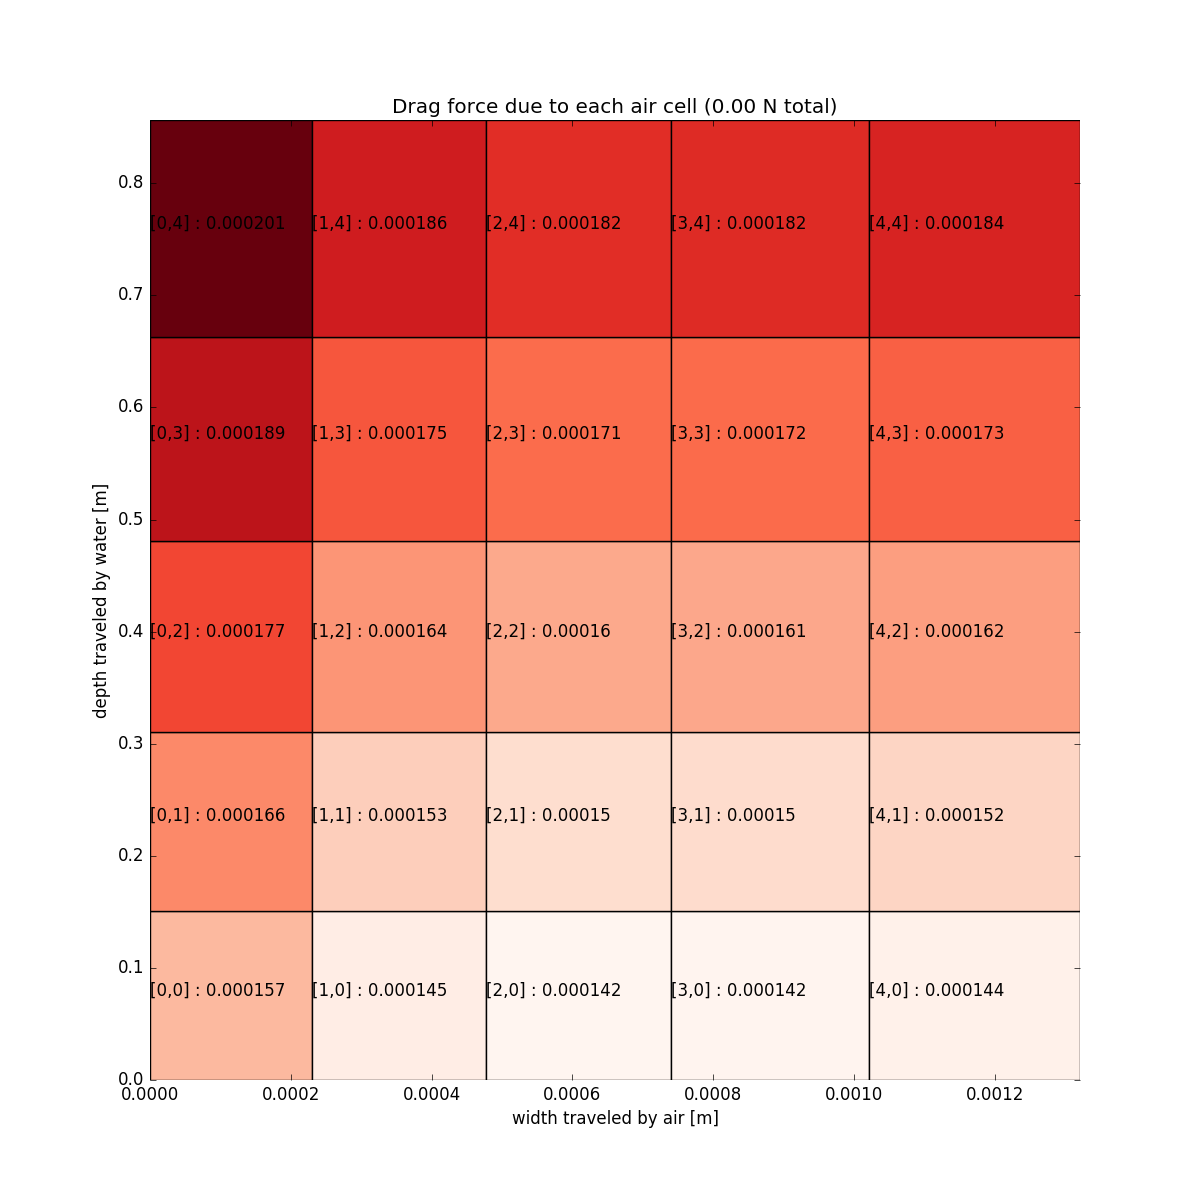 Drag force due to each air cell (0.00 N total)
0.8
[0,4] : 0.000201 [1,4] : 0.000186 [2,4] : 0.000182 [3,4] : 0.000182 [4,4] : 0.000184
0.7
0.6
[0,3] : 0.000189 [1,3] : 0.000175 [2,3] : 0.000171 [3,3] : 0.000172 [4,3] : 0.000173
0.5
depth traveled by water [m]
0.4 [0,2] : 0.000177 [1,2] : 0.000164 [2,2] : 0.00016 [3,2] : 0.000161 [4,2] : 0.000162
0.3
[0,1] : 0.000166 [1,1] : 0.000153 [2,1] : 0.00015 [3,1] : 0.00015 [4,1] : 0.000152
0.2
0.1
[0,0] : 0.000157 [1,0] : 0.000145 [2,0] : 0.000142 [3,0] : 0.000142 [4,0] : 0.000144
0.0
0.0000 0.0002 0.0004 0.0006 0.0008 0.0010 0.0012
width traveled by air [m]